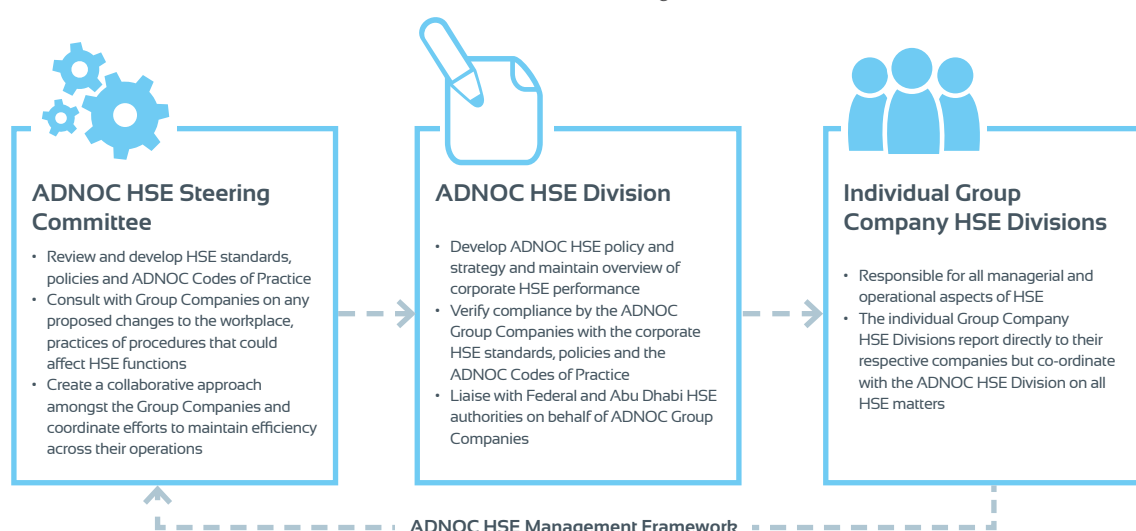 ADNOC HSE Steering
Committee
• Review and develop HSE standards,
policies and ADNOC Codes of Practice
• Consult with Group Companies on any
proposed changes to the workplace,
practices of procedures that could
affect HSE functions
• Create a collaborative approach
amongst the Group Companies and
coordinate efforts to maintain efficiency
across their operations
ADNOC HSE Division
• Develop ADNOC HSE policy and
strategy and maintain overview of
corporate HSE performance
• Verify compliance by the ADNOC
Group Companies with the corporate
HSE standards, policies and the
ADNOC Codes of Practice
• Liaise with Federal and Abu Dhabi HSE
authorities on behalf of ADNOC Group
Companies
Individual Group
Company HSE Divisions
• Responsible for all managerial and
operational aspects of HSE
• The individual Group Company
HSE Divisions report directly to their
respective companies but co-ordinate
with the ADNOC HSE Division on all
HSE matters
ADNOC HSE Management Framework